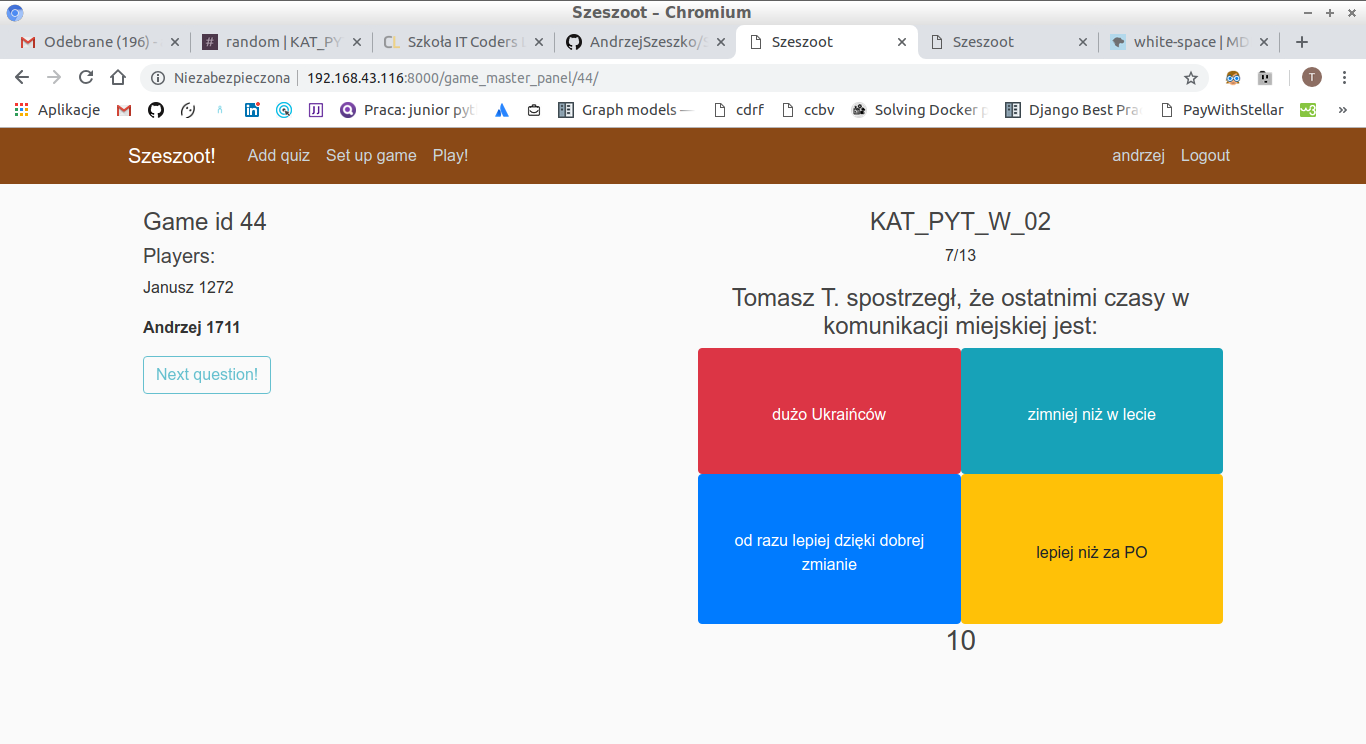 Szeszoot – Chromium
Odebrane (196) -
random | KAT_PY
CL Szkoła IT Coders
AndrzejSzeszko/
Szeszoot
Szeszoot
white-space | MD
Niezabezpieczona
192.168.43.116:8000/game_master_panel/44/
T
Aplikacje
Praca: junior pyt
Graph models —
cdrf
ccbv
Solving Docker p
Django Best Pra
PayWithStellar
»
Szeszoot!
Add quiz
Set up game
Play!
andrzej
Logout
Game id 44
Players:
Janusz 1272
Andrzej 1711
Next question!
KAT_PYT_W_02
7/13
Tomasz T. spostrzegł, że ostatnimi czasy w
komunikacji miejskiej jest:
dużo Ukraińców
zimniej niż w lecie
od razu lepiej dzięki dobrej
zmianie
lepiej niż za PO
10